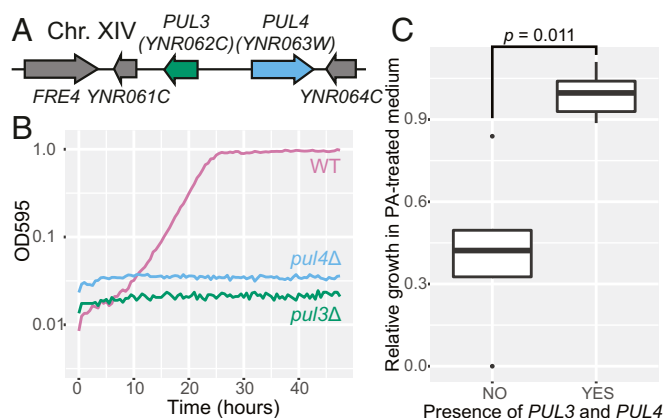 A Chr. XIV
PUL3 PUL4
(YNR062C) (YNR063W)
FRE4 YNR061C YNR064C
B
OD595
1.0
0.1
0.01
WT
pul4Δ
pul3Δ
0 10 20 30 40
Time (hours)
C
p = 0.011
Relative growth in PA-treated medium
0.9
0.6
0.3
0.0
NO YES
Presence of PUL3 and PUL4